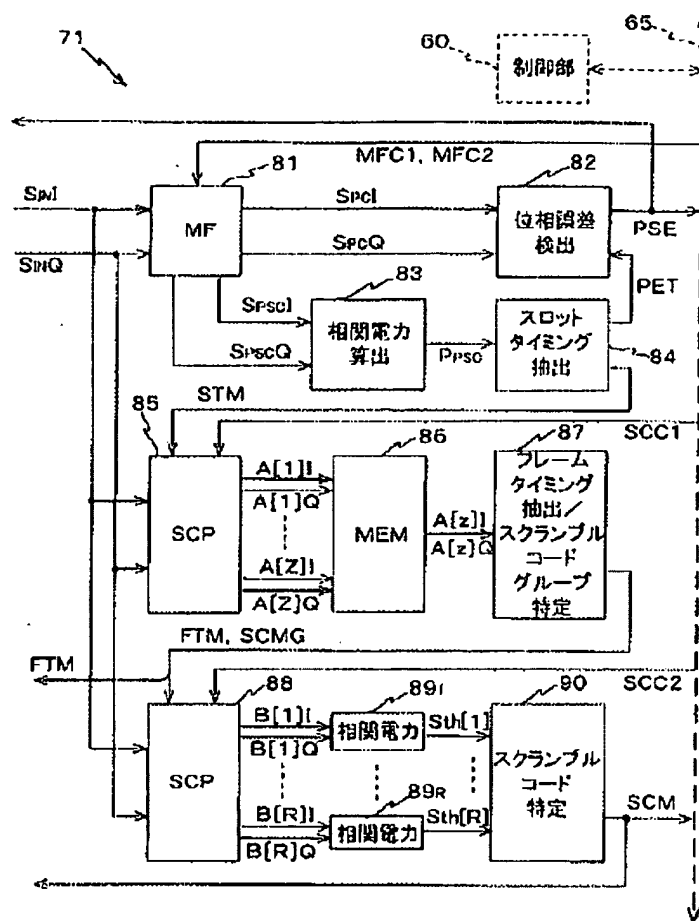 71
60
制御部
65
MFC1, MFC2
81
82
SINI
SINQ
MF
SPCI
SPCQ
位相誤差
検出
PSE
PET
83
SPSCI
SPSCQ
相関電力
算出
PPSC
スロット
タイミング
抽出
84
STM
SCC1
85
86
87
SCP
A[1]I
A[1]Q
A[Z]I
A[Z]Q
MEM
A[z]I
A[z]Q
フレーム
タイミング
抽出/
スクランブル
コード
グループ
特定
FTM, SCMG
FTM
SCC2
88
89I
90
SCP
B[1]I
B[1]Q
相関電力
Sth[1]
スクランブル
コード
特定
89R
B[R]I
B[R]Q
相関電力
Sth[R]
SCM